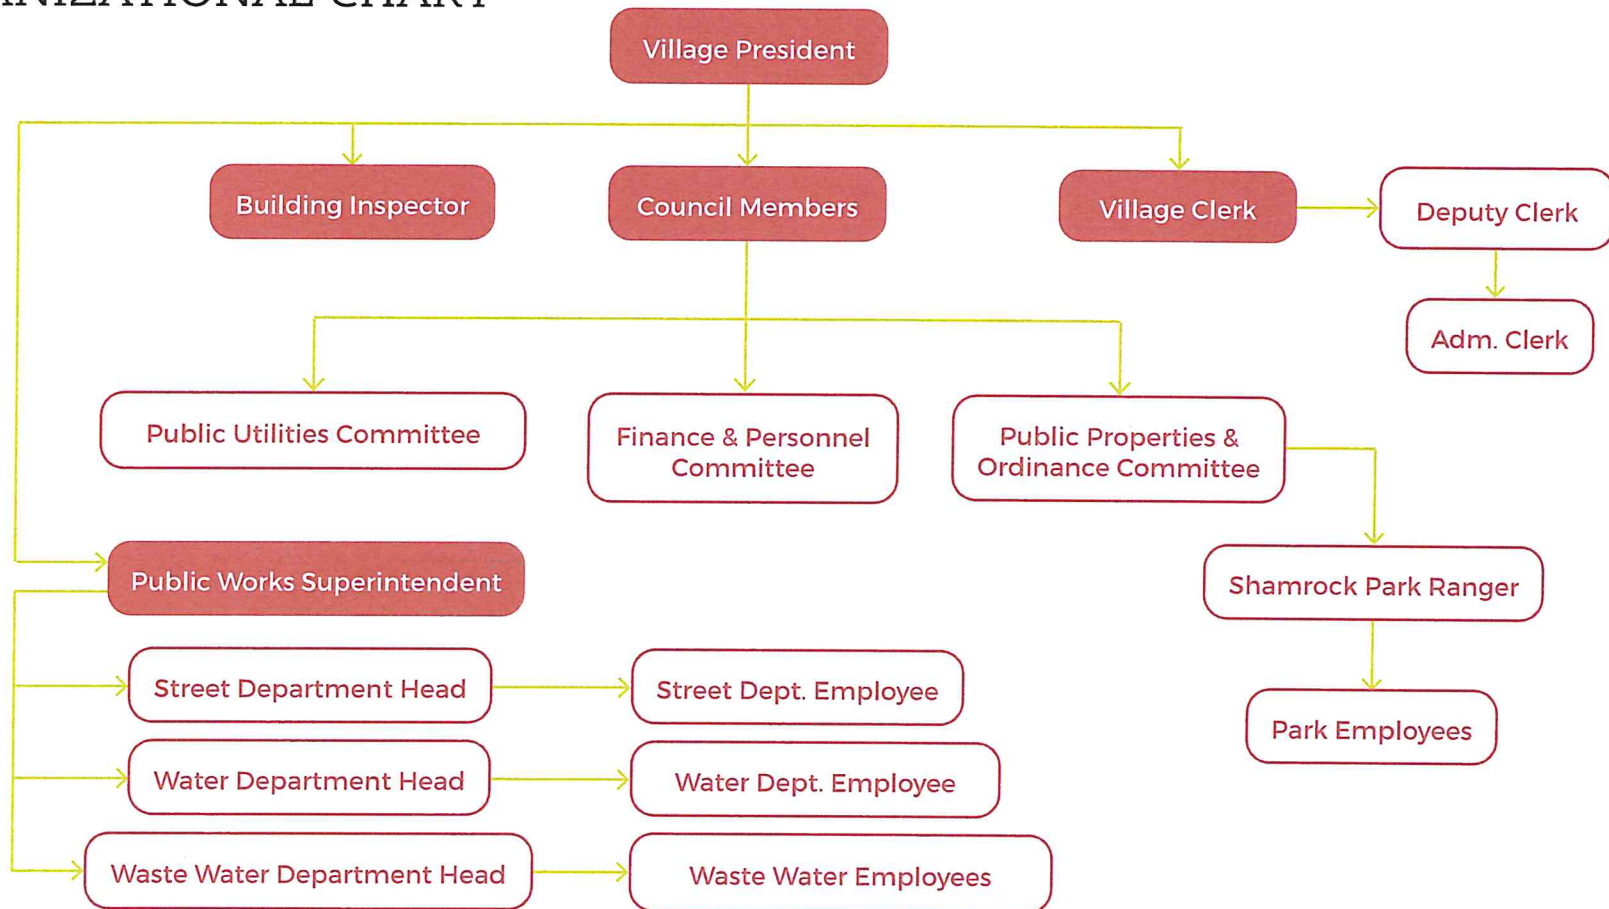 ANIZATIONAL CHART
Village President
Building Inspector
Council Members
Village Clerk
Deputy Clerk
Adm. Clerk
Public Utilities Committee
Finance & Personnel
Committee
Public Properties &
Ordinance Committee
Public Works Superintendent
Shamrock Park Ranger
Street Department Head
Street Dept. Employee
Park Employees
Water Department Head
Water Dept. Employee
Waste Water Department Head
Waste Water Employees